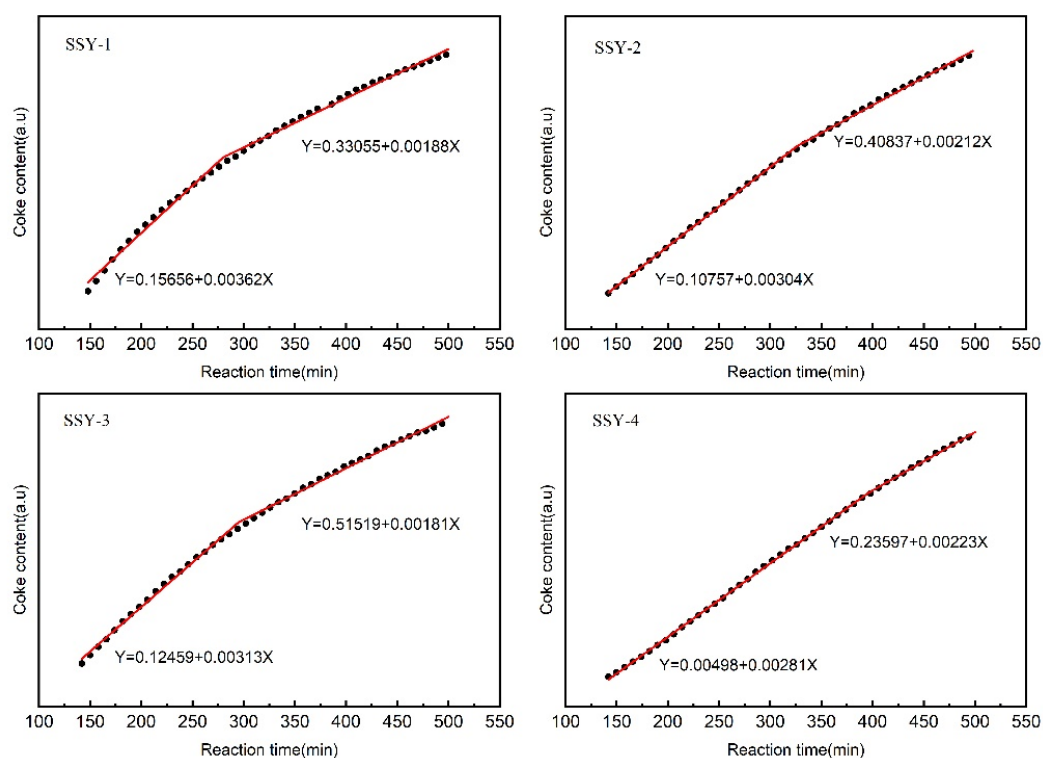 SSY-1
Coke content(a.u)
Y=0.33055+0.00188X
Y=0.15656+0.00362X
100 150 200 250 300 350 400 450 500 550
Reaction time(min)
SSY-2
Coke content(a.u)
Y=0.40837+0.00212X
Y=0.10757+0.00304X
100 150 200 250 300 350 400 450 500 550
Reaction time(min)
SSY-3
Coke content(a.u)
Y=0.51519+0.00181X
Y=0.12459+0.00313X
100 150 200 250 300 350 400 450 500 550
Reaction time(min)
SSY-4
Coke content(a.u)
Y=0.23597+0.00223X
Y=0.00498+0.00281X
100 150 200 250 300 350 400 450 500 550
Reaction time(min)